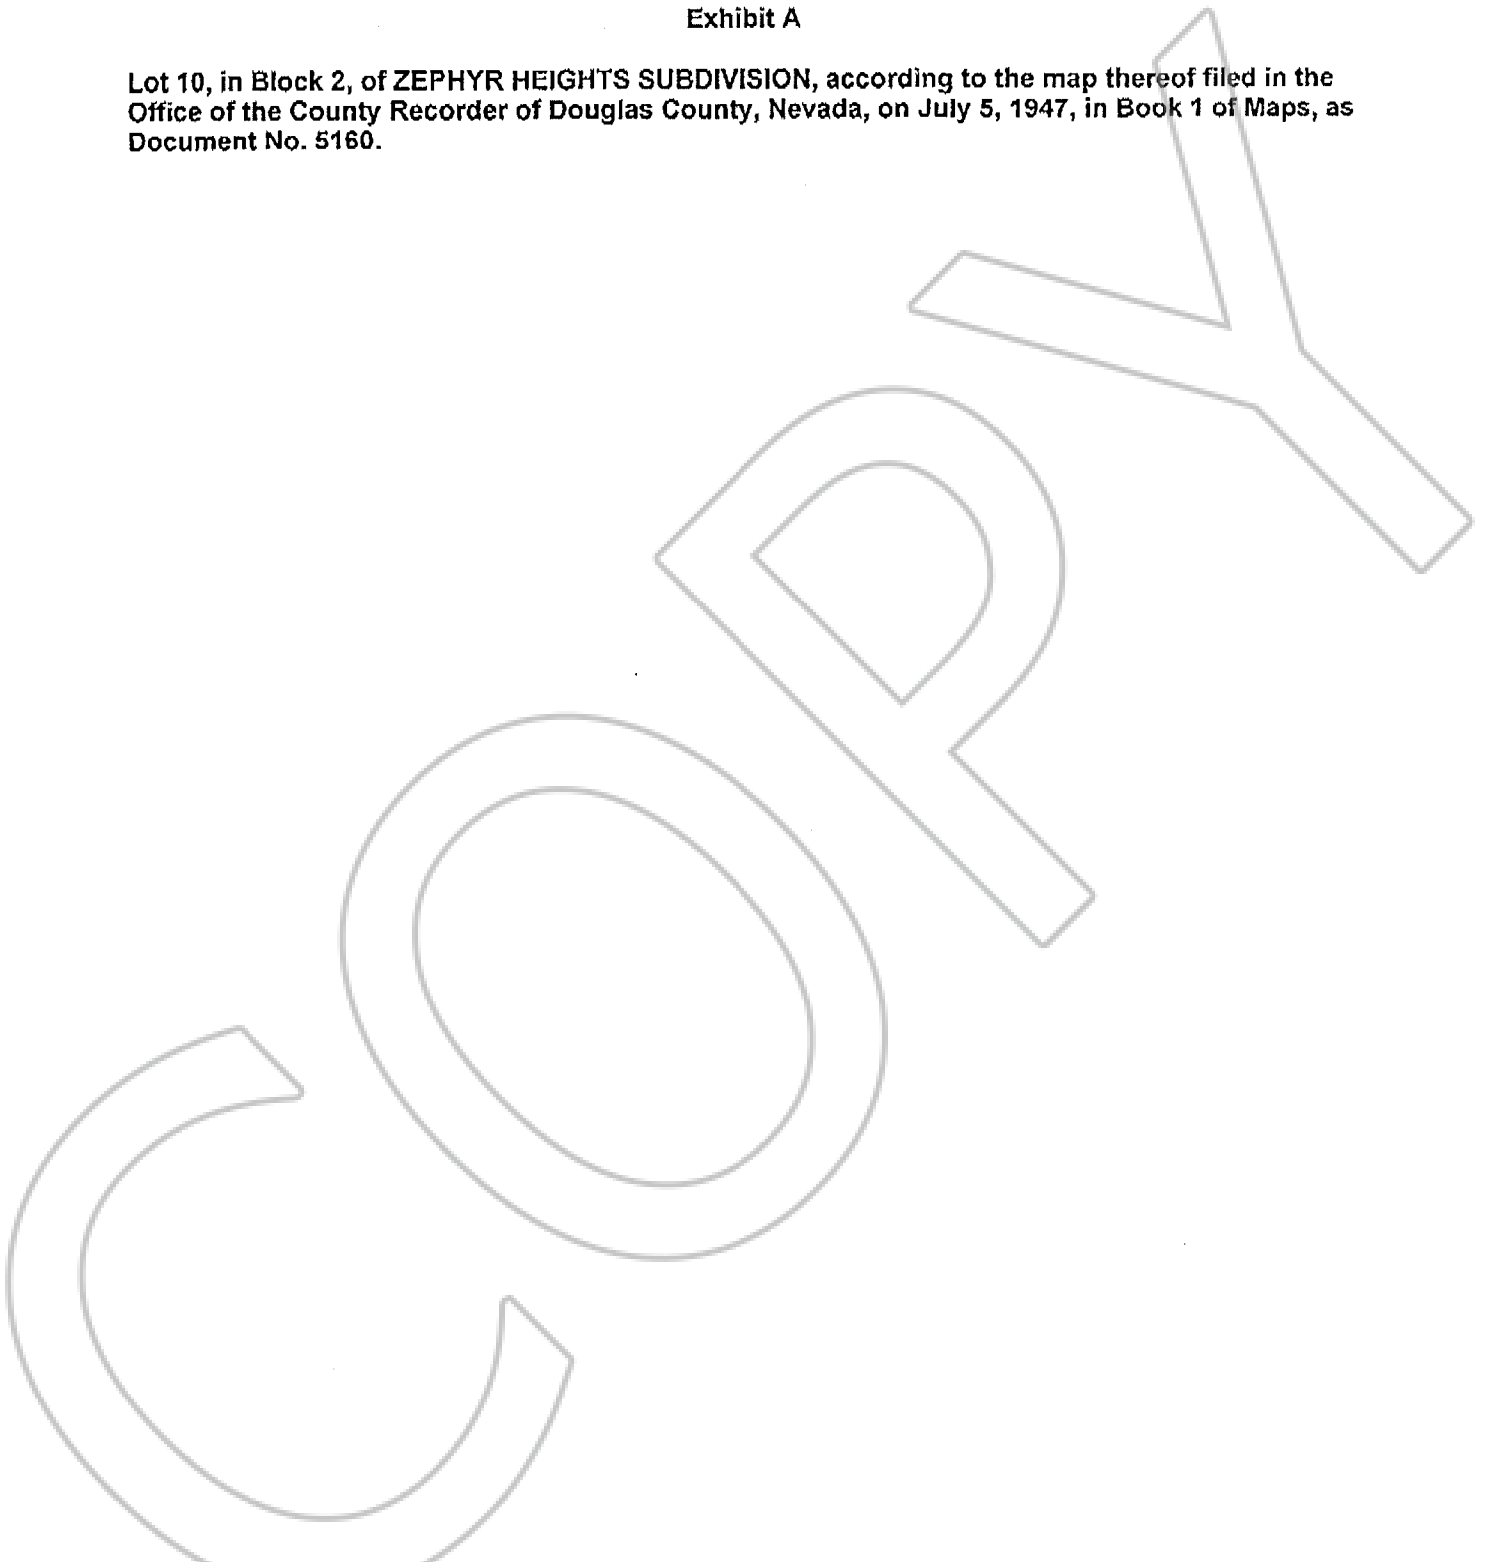 Exhibit A
Lot 10, in Block 2, of ZEPHYR HEIGHTS SUBDIVISION, according to the map thereof filed in the
Office of the County Recorder of Douglas County, Nevada, on July 5, 1947, in Book 1 of Maps, as
Document No. 5160.
COPY